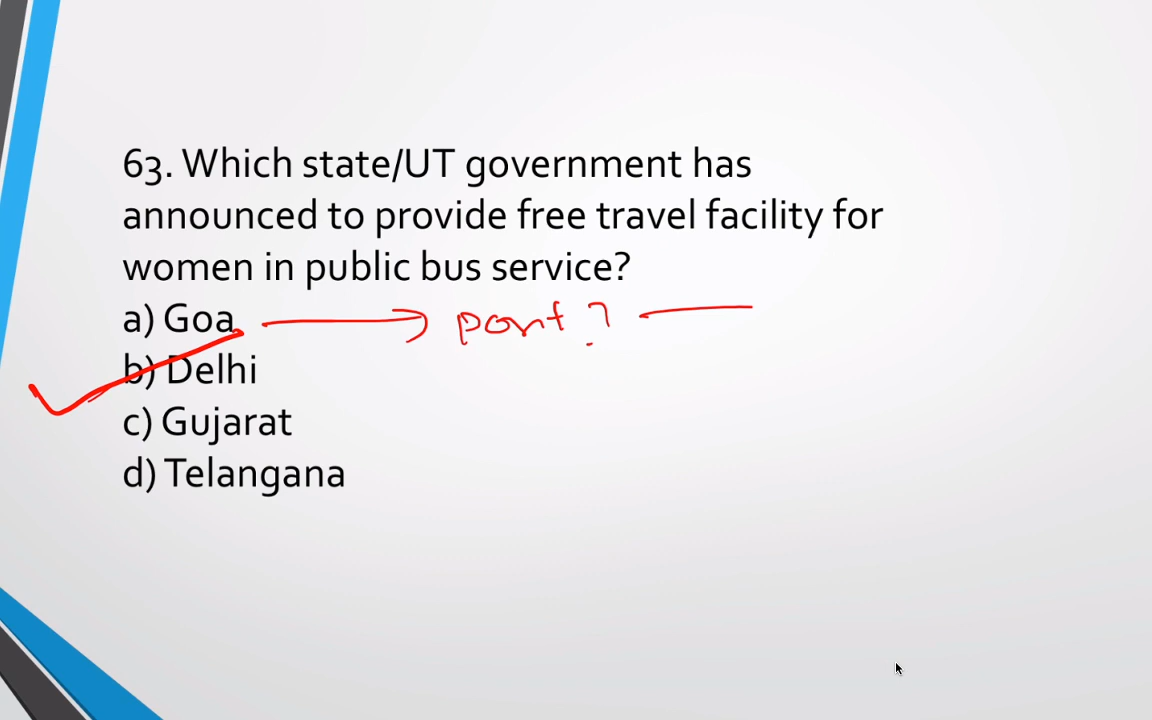 63. Which state/UT government has
announced to provide free travel facility for
women in public bus service?
a) Goa port ?
b) Delhi
c) Gujarat
d) Telangana